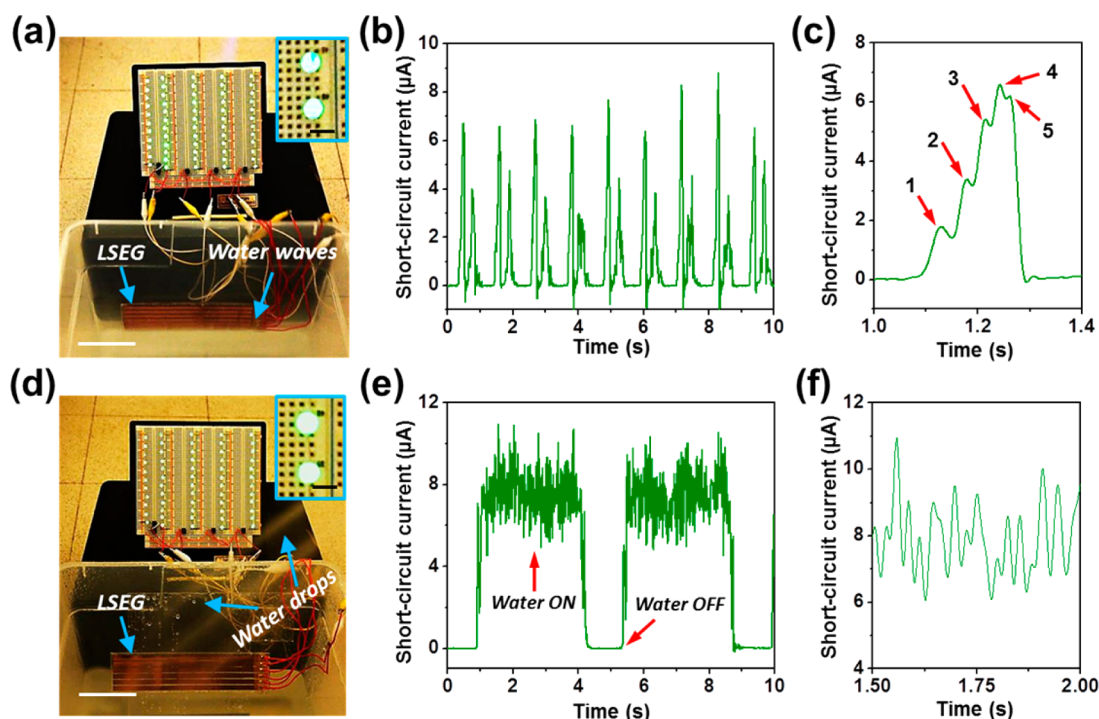 (a)
LSEG
Water waves
(b)
Short-circuit current (µA)
10
8
6
4
2
0
0 2 4 6 8 10
Time (s)
(c)
Short-circuit current (µA)
8
6
4
2
0
1
2
3
4
5
1.0 1.2 1.4
Time (s)
(d)
LSEG
Water drops
(e)
Short-circuit current (µA)
12
8
4
0
Water ON
Water OFF
0 2 4 6 8 10
Time (s)
(f)
Short-circuit current (µA)
12
10
8
6
4
1.50 1.75 2.00
Time (s)